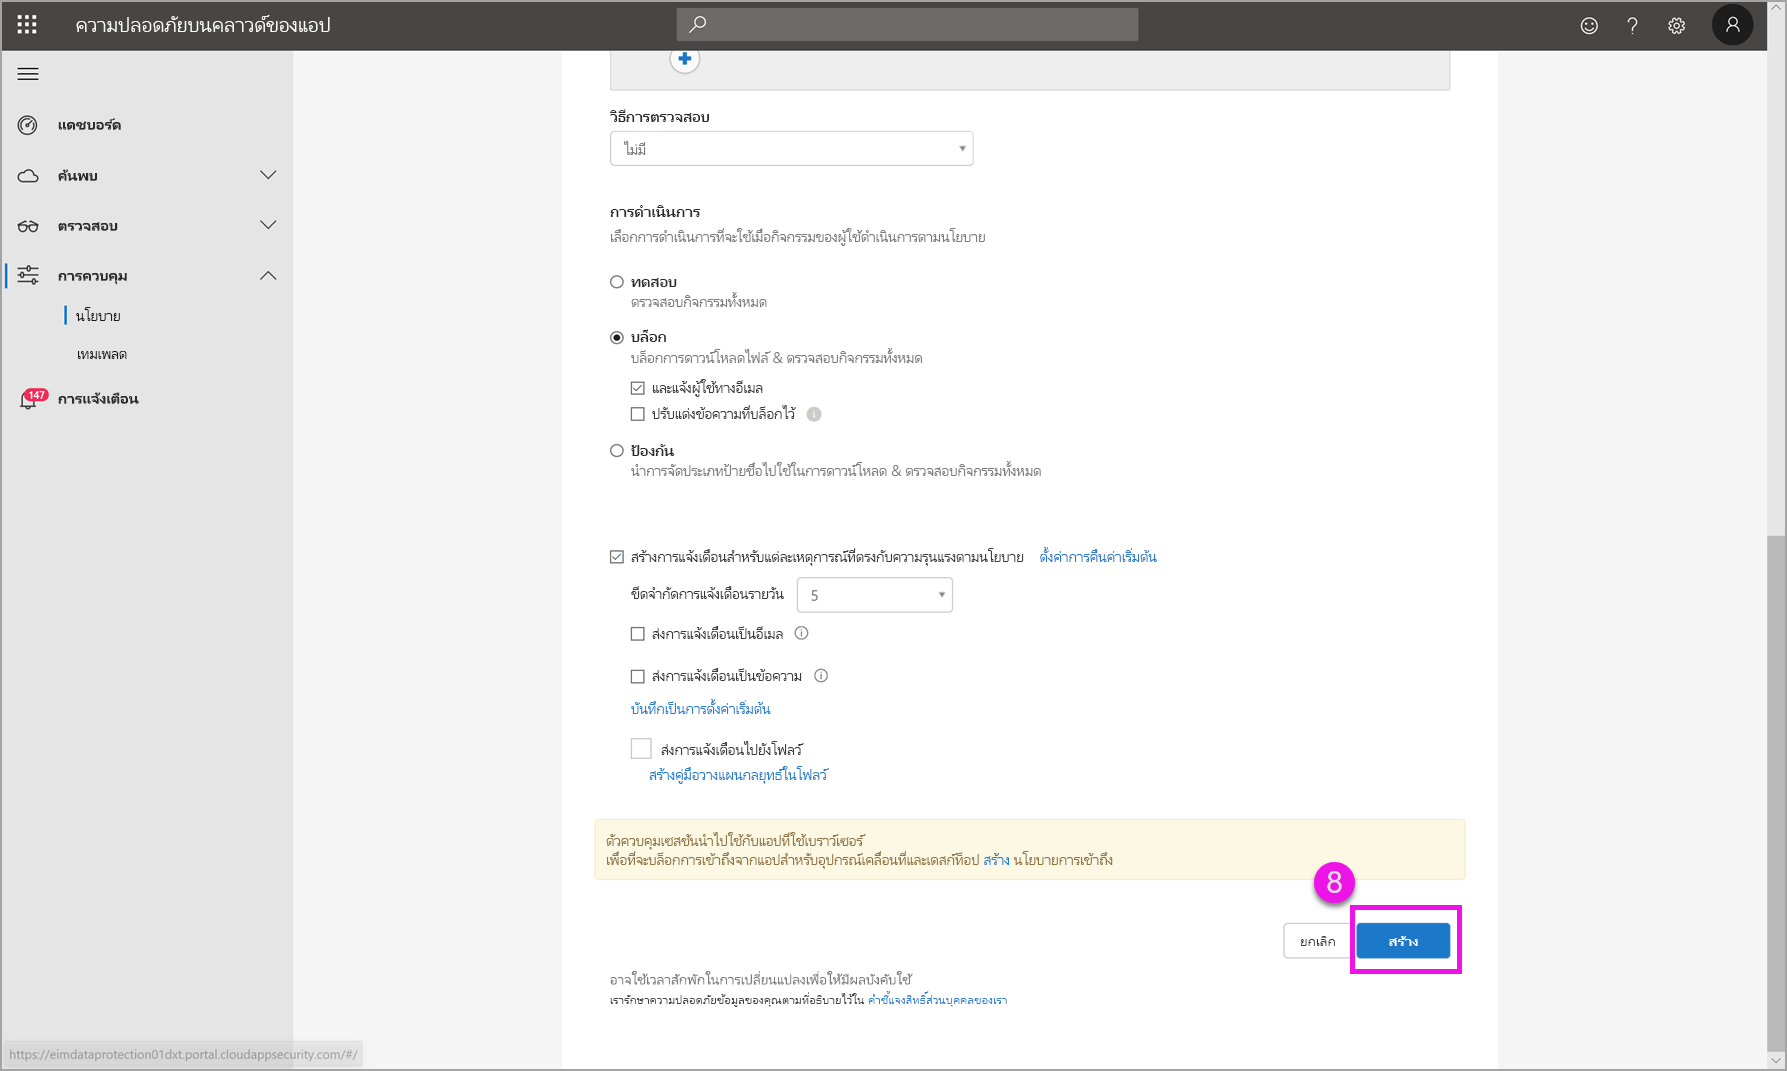 ความปลอดภัยบนคลาวด์ของแอป
แดชบอร์ด
ค้นพบ
ตรวจสอบ
การควบคุม
นโยบาย
เทมเพลต
147
การแจ้งเตือน
วิธีการตรวจสอบ
ไม่มี
การดำเนินการ
เลือกการดำเนินการที่จะใช้เมื่อกิจกรรมของผู้ใช้ดำเนินการตามนโยบาย
ทดสอบ
ตรวจสอบกิจกรรมทั้งหมด
บล็อก
บล็อกการดาวน์โหลดไฟล์ & ตรวจสอบกิจกรรมทั้งหมด
และแจ้งผู้ใช้ทางอีเมล
ปรับแต่งข้อความที่บล็อกไว้
ป้องกัน
นำการจัดประเภทป้ายชื่อไปใช้ในการดาวน์โหลด & ตรวจสอบกิจกรรมทั้งหมด
สร้างการแจ้งเตือนสำหรับแต่ละเหตุการณ์ที่ตรงกับความรุนแรงตามนโยบาย ตั้งค่าการคืนค่าเริ่มต้น
ขีดจำกัดการแจ้งเตือนรายวัน 5
ส่งการแจ้งเตือนเป็นอีเมล
ส่งการแจ้งเตือนเป็นข้อความ
บันทึกเป็นการตั้งค่าเริ่มต้น
ส่งการแจ้งเตือนไปยังโฟลว์
สร้างคู่มือวางแผนกลยุทธ์ในโฟลว์
ตัวควบคุมเซสชันนำไปใช้กับแอปที่ใช้เบราว์เซอร์
เพื่อที่จะบล็อกการเข้าถึงจากแอปสำหรับอุปกรณ์เคลื่อนที่และเดสก์ท็อป สร้าง นโยบายการเข้าถึง
8
ยกเลิก สร้าง
อาจใช้เวลาสักพักในการเปลี่ยนแปลงเพื่อให้มีผลบังคับใช้
เรารักษาความปลอดภัยข้อมูลของคุณตามที่อธิบายไว้ใน คำชี้แจงสิทธิ์ส่วนบุคคลของเรา
https://eimdataprotection01dxt.portal.cloudappsecurity.com/#/